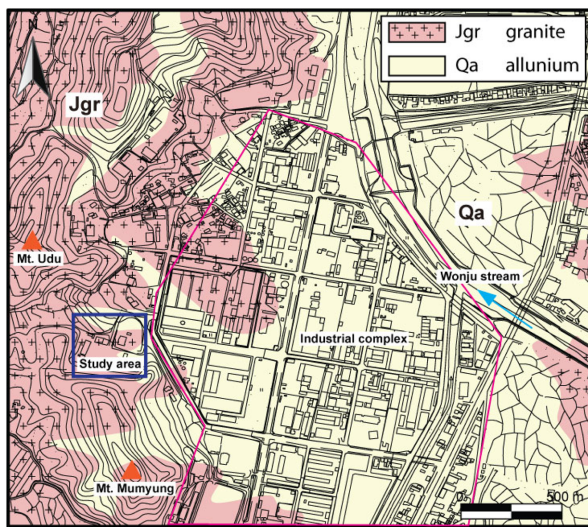 N
Jgr granite
Qa allunium
Jgr
Qa
Mt. Udu
Wonju stream
Industrial complex
Study area
Mt. Mumyung
0 500 m